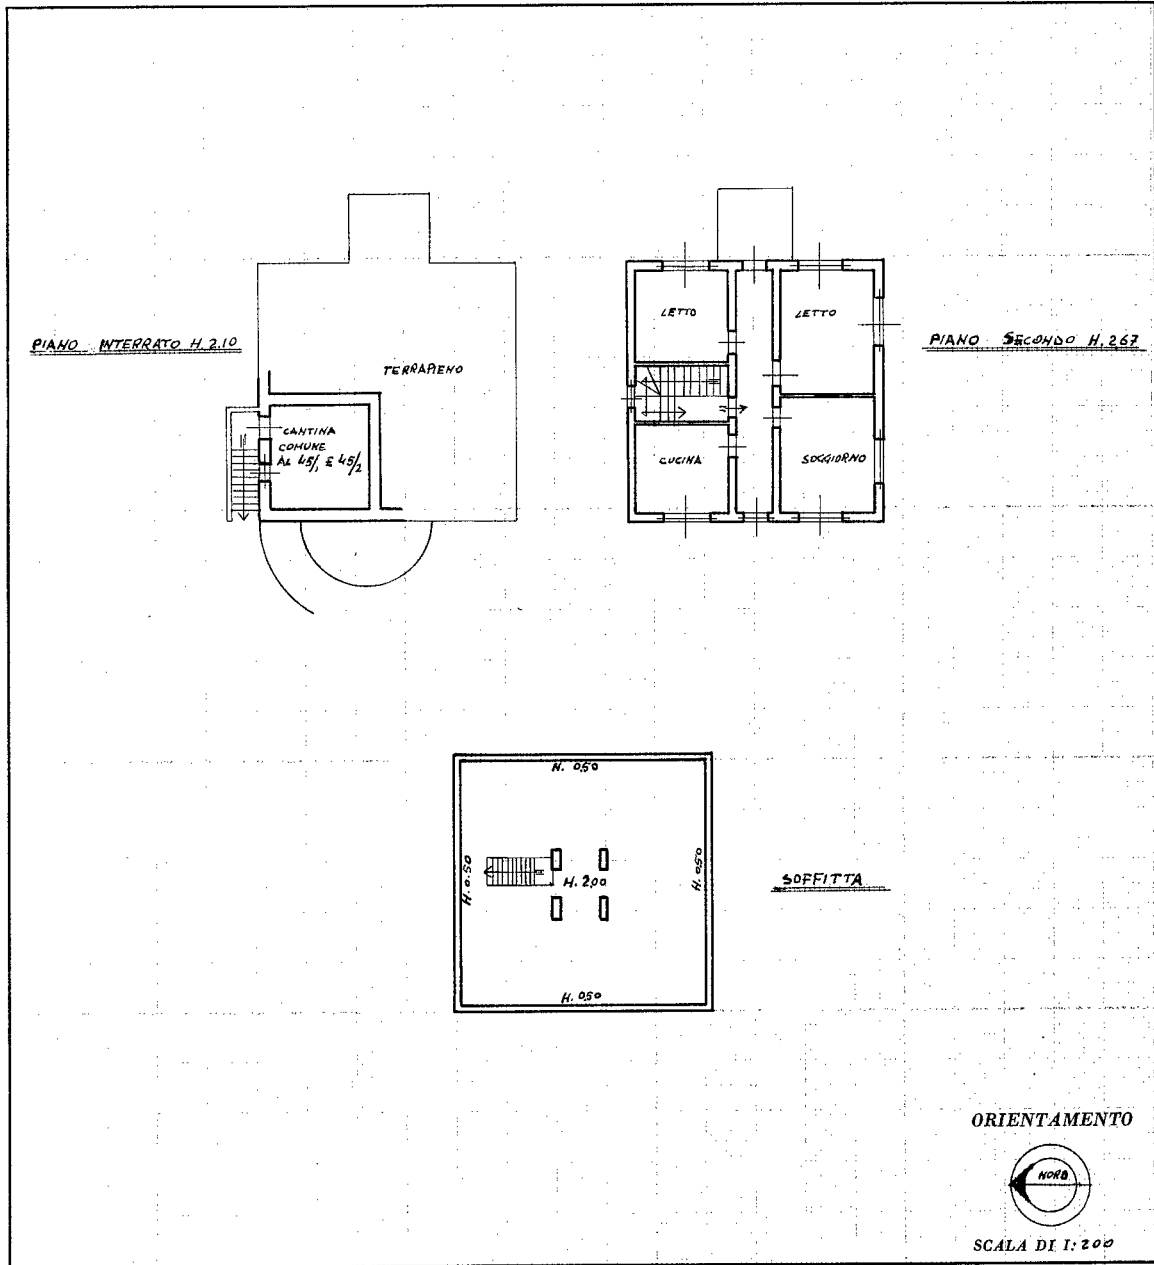 PIANO INTERRATO H. 2.10
TERRAPIENO
CANTINA
COMUNE
AL 45/1 E 45/2
LETTO
LETTO
CUCINA
SOGGIORNO
PIANO SECONDO H. 2.67
H. 0.50
H. 0.50
H. 2.00
H. 0.50
H. 0.50
SOFFITTA
ORIENTAMENTO
NORD
SCALA DI 1:200